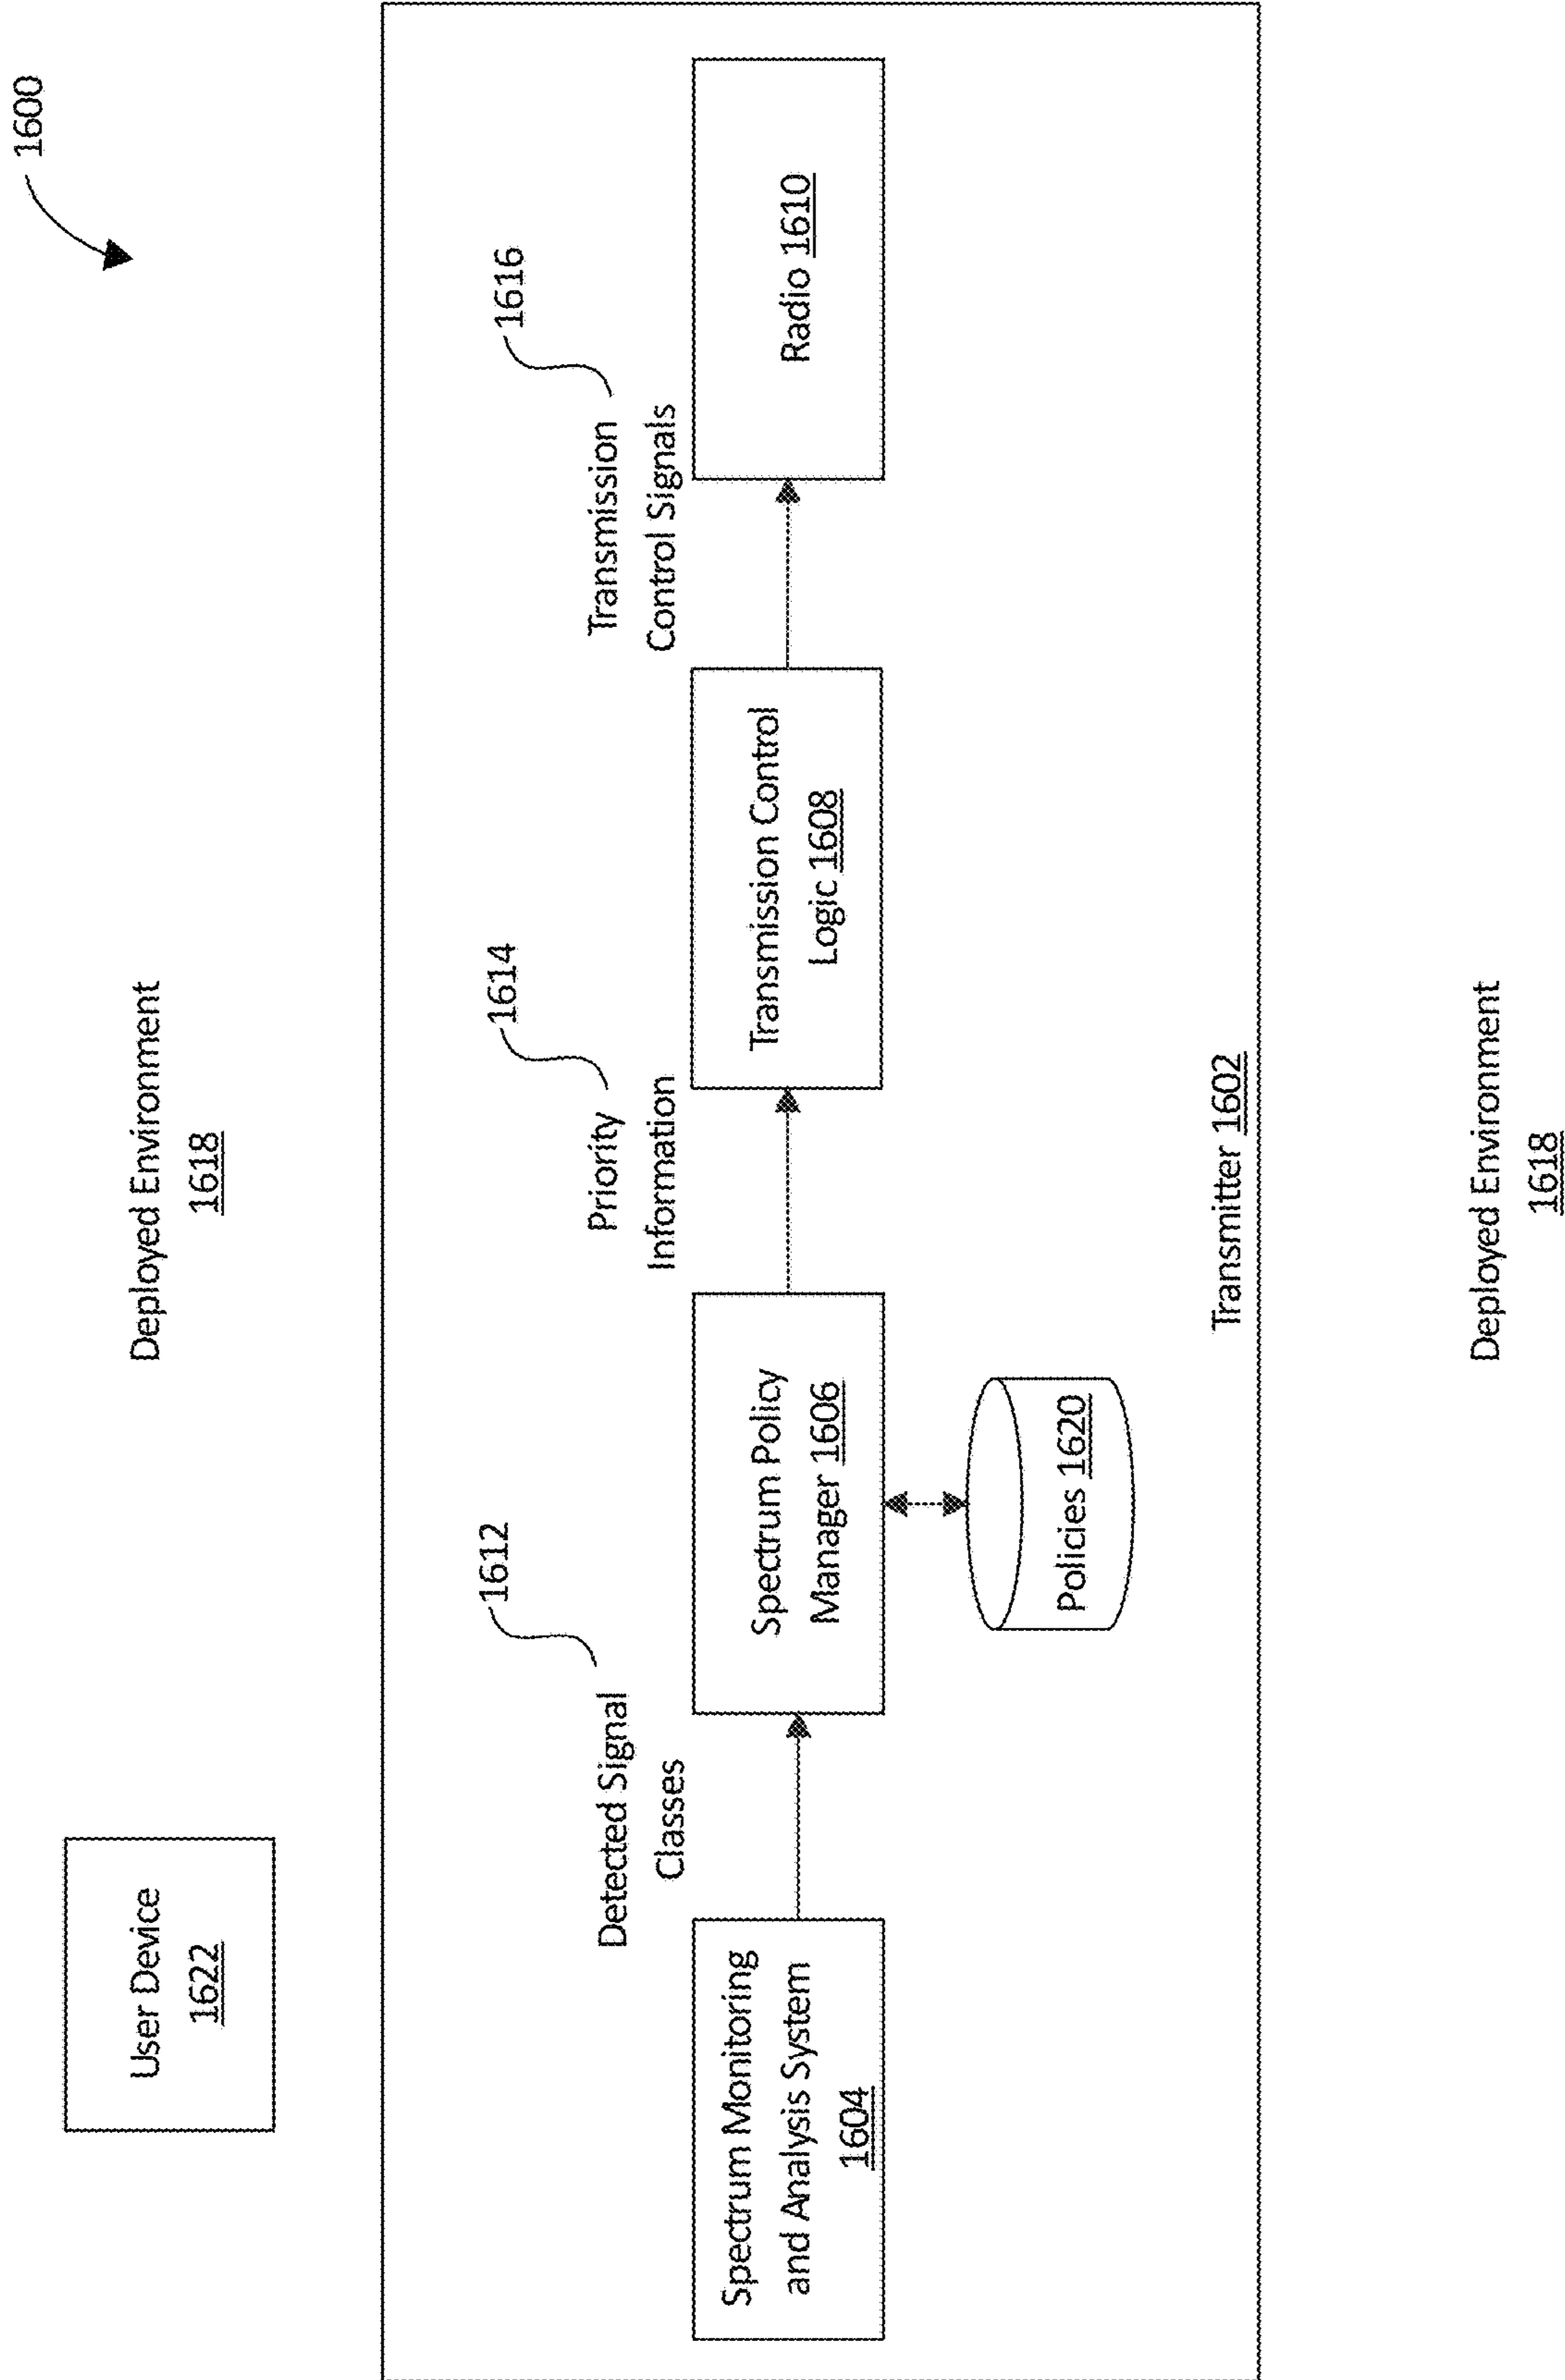 1600
Deployed Environment
1618
User Device
1622
1612
1614
1616
Detected Signal
Classes
Priority
Information
Transmission
Control Signals
Spectrum Monitoring
and Analysis System
1604
Spectrum Policy
Manager 1606
Transmission Control
Logic 1608
Radio 1610
Policies 1620
Transmitter 1602
Deployed Environment
1618